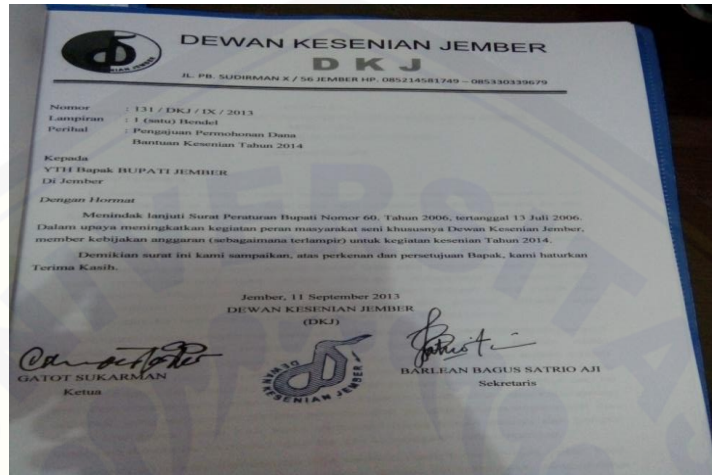 DEWAN KESENIAN JEMBER
D K J
JL. PB. SUDIRMAN X / 56 JEMBER HP. 085214581749 – 085330339679
Nomor : 131 / DKJ / IX / 2013
Lampiran : 1 (satu) Bendel
Perihal : Pengajuan Permohonan Dana
Bantuan Kesenian Tahun 2014
Kepada
YTH Bapak BUPATI JEMBER
Di Jember
Dengan Hormat
Menindak lanjuti Surat Peraturan Bupati Nomor 60, Tahun 2006, tertanggal 13 Juli 2006.
Dalam upaya meningkatkan kegiatan peran masyarakat seni khususnya Dewan Kesenian Jember,
member kebijakan anggaran (sebagaimana terlampir) untuk kegiatan kesenian Tahun 2014.
Demikian surat ini kami sampaikan, atas perkenan dan persetujuan Bapak, kami haturkan
Terima Kasih.
Jember, 11 September 2013
DEWAN KESENIAN JEMBER
(DKJ)
DEWAN KESENIAN JEMBER
GATOT SUKARMAN
Ketua
BARLEAN BAGUS SATRIO AJI
Sekretaris